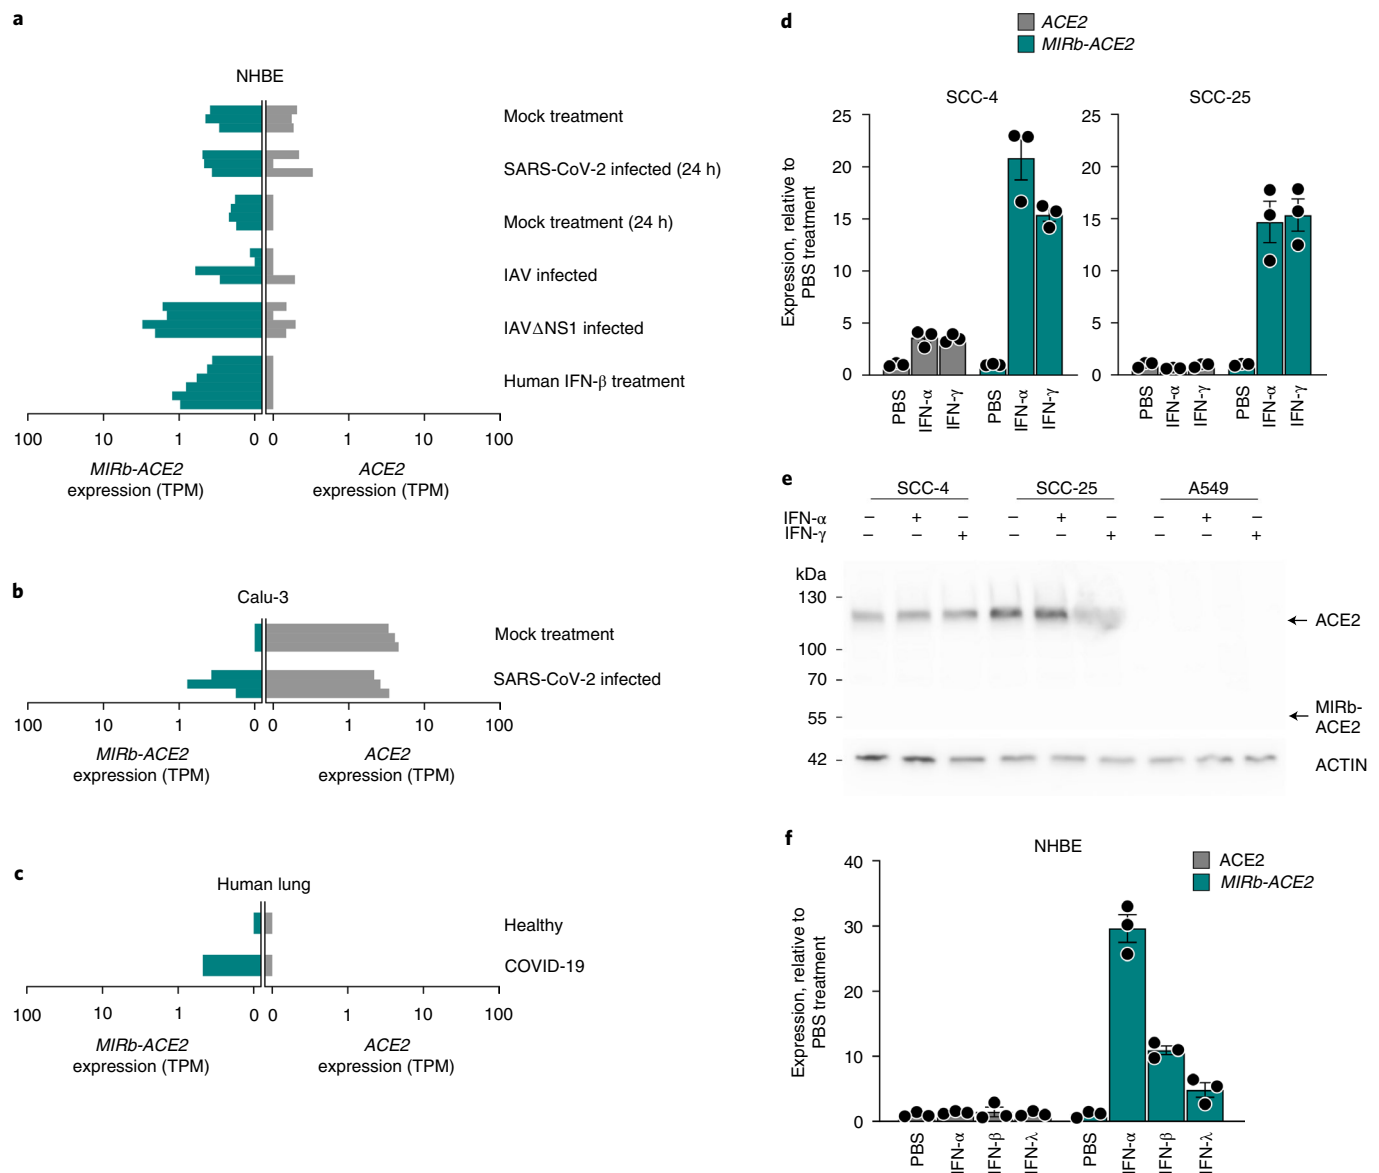 a
NHBE
Mock treatment
SARS-CoV-2 infected (24 h)
Mock treatment (24 h)
IAV infected
IAVΔNS1 infected
Human IFN-β treatment
100 10 1 0 0 1 10 100
MIRb-ACE2 ACE2
expression (TPM) expression (TPM)
b
Calu-3
Mock treatment
SARS-CoV-2 infected
100 10 1 0 0 1 10 100
MIRb-ACE2 ACE2
expression (TPM) expression (TPM)
c
Human lung
Healthy
COVID-19
100 10 1 0 0 1 10 100
MIRb-ACE2 ACE2
expression (TPM) expression (TPM)
d
ACE2
MIRb-ACE2
SCC-4
Expression, relative to
PBS treatment
25
20
15
10
5
0
PBS IFN-α IFN-γ PBS IFN-α IFN-γ
SCC-25
25
20
15
10
5
0
PBS IFN-α IFN-γ PBS IFN-α IFN-γ
e
SCC-4 SCC-25 A549
IFN-α – + – – + – – + –
IFN-γ – – + – – + – – +
kDa
130
ACE2
100
70
MIRb-
ACE2
55
42
ACTIN
f
NHBE
ACE2
MIRb-ACE2
Expression, relative to
PBS treatment
40
30
20
10
0
PBS IFN-α IFN-β IFN-λ PBS IFN-α IFN-β IFN-λ